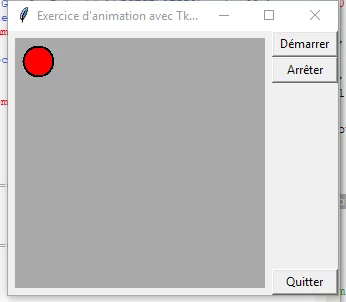 Exercice d'animation avec Tk...
Démarrer
Arrêter
Quitter